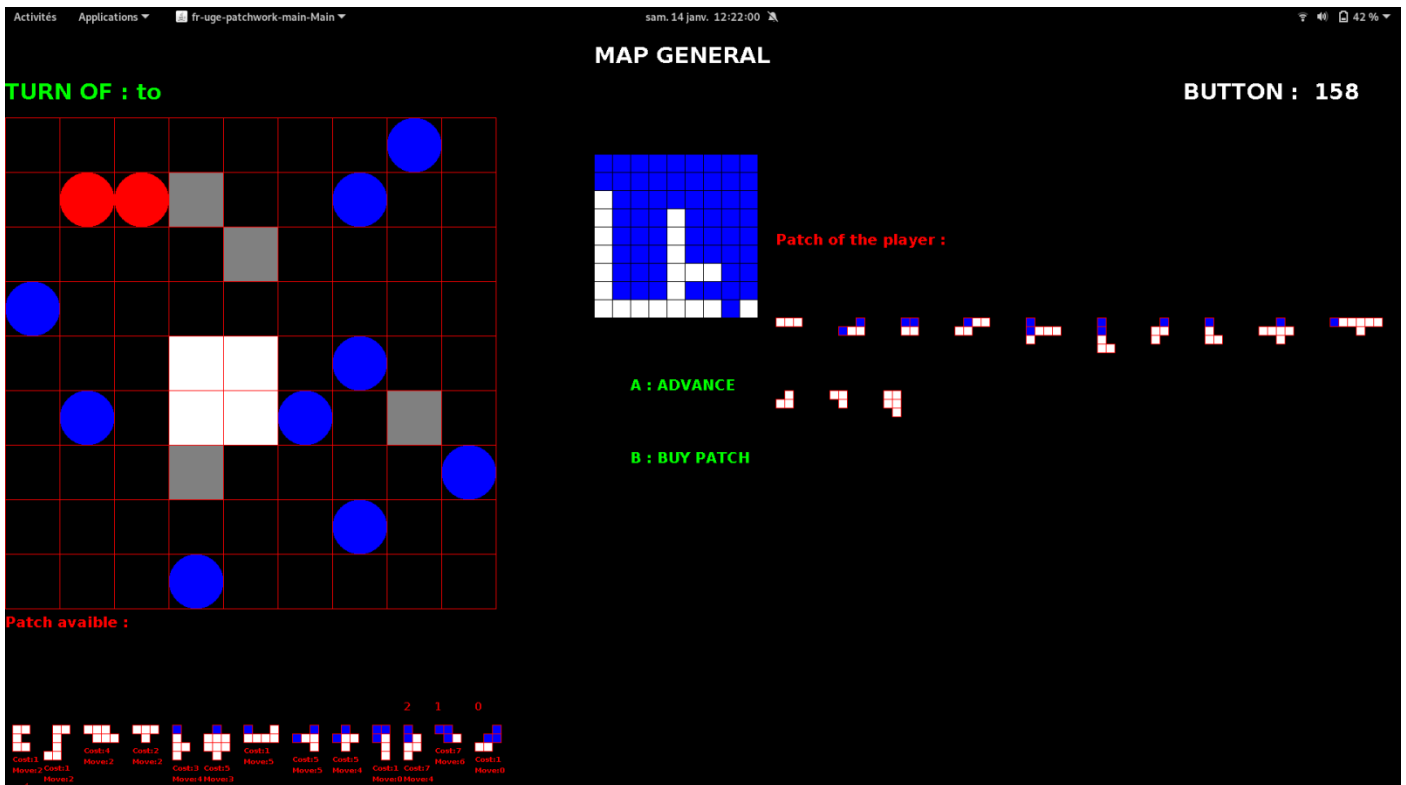 Activités Applications fr-uge-patchwork-main-Main sam. 14 janv. 12:22:00 42 %
MAP GENERAL
TURN OF : to
BUTTON : 158
Patch of the player :
A : ADVANCE
B : BUY PATCH
Patch avaible :
2 1 0
Cost:1 Cost:1 Cost:4 Cost:2 Cost:3 Cost:5 Cost:1 Cost:5 Cost:5 Cost:1 Cost:7 Cost:7 Cost:1
Move:2 Move:2 Move:2 Move:2 Move:4 Move:3 Move:5 Move:5 Move:4 Move:4 Move:6